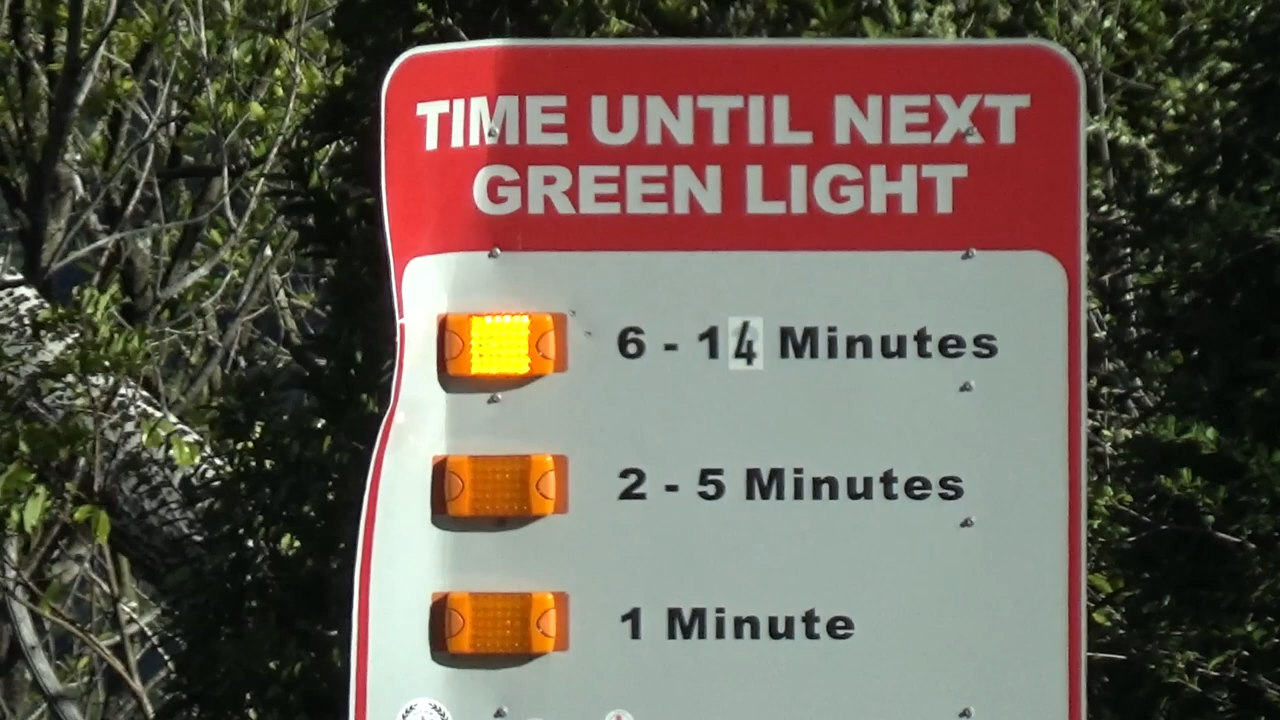 TIME UNTIL NEXT
GREEN LIGHT
6 - 14 Minutes
2 - 5 Minutes
1 Minute